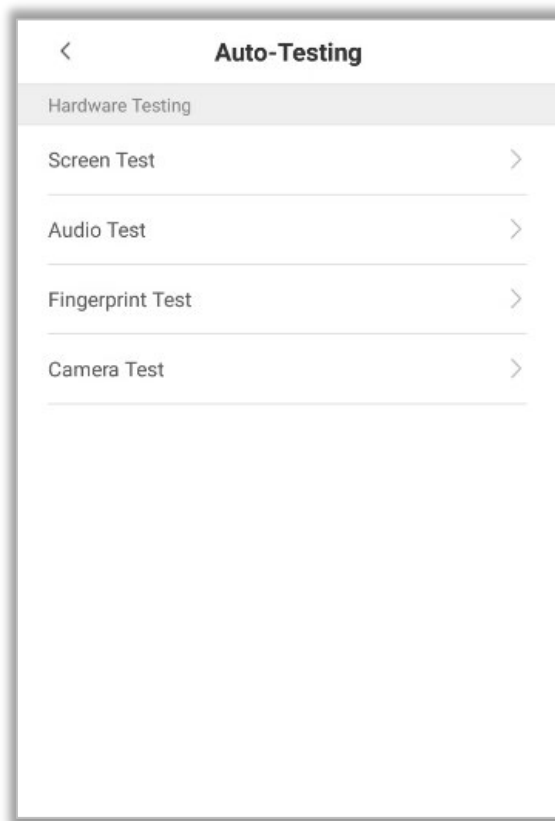 Auto-Testing
Hardware Testing
Screen Test
Audio Test
Fingerprint Test
Camera Test